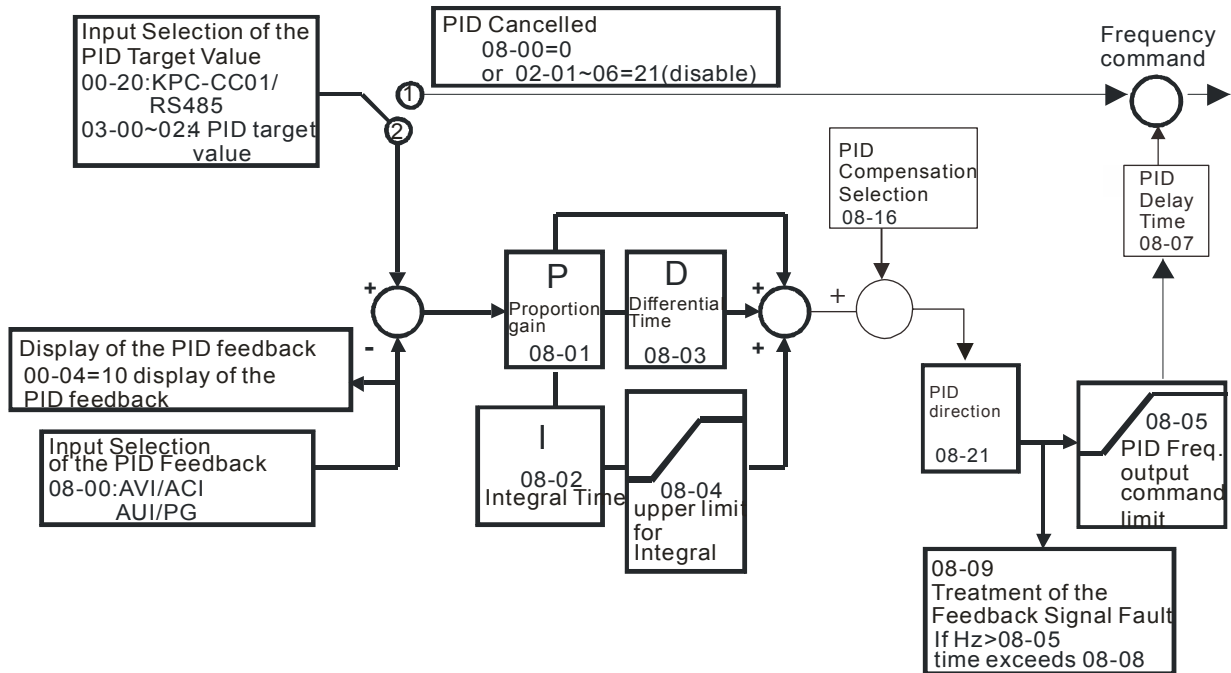 Input Selection of the
PID Target Value
00-20:KPC-CC01/
RS485
03-00~02:4 PID target
value
PID Cancelled
08-00=0
or 02-01~06=21(disable)
1
2
Frequency
command
PID
Compensation
Selection
08-16
PID
Delay
Time
08-07
+
-
P
Proportion
gain
08-01
D
Differential
Time
08-03
+
+
+
+
Display of the PID feedback
00-04=10 display of the
PID feedback
Input Selection
of the PID Feedback
08-00:AVI/ACI
AUI/PG
I
08-02
Integral Time
08-04
upper limit
for
Integral
PID
direction
08-21
08-05
PID Freq.
output
command
limit
08-09
Treatment of the
Feedback Signal Fault
If Hz>08-05
time exceeds 08-08